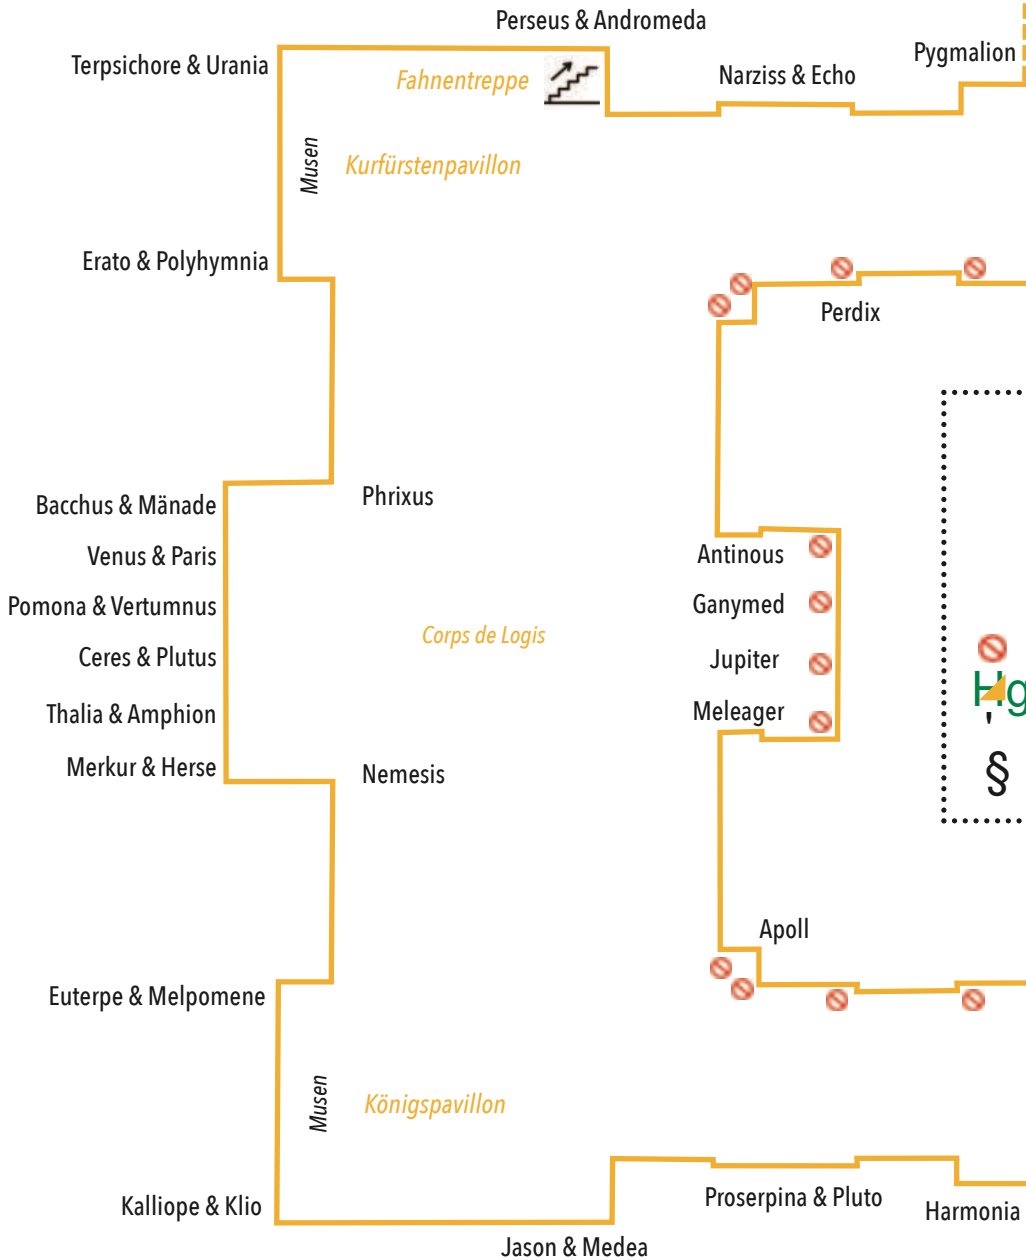 Perseus & Andromeda
Pygmalion
Terpsichore & Urania
Fahnentreppe
Narziss & Echo
Musen
Kurfürstenpavillon
Erato & Polyhymnia
Perdix
Phrixus
Bacchus & Mänade
Antinous
Venus & Paris
Ganymed
Pomona & Vertumnus
Corps de Logis
Jupiter
Ceres & Plutus
Hg
'
Meleager
Thalia & Amphion
Merkur & Herse
Nemesis
§
Apoll
Euterpe & Melpomene
Musen
Königspavillon
Proserpina & Pluto
Kalliope & Klio
Harmonia
Jason & Medea